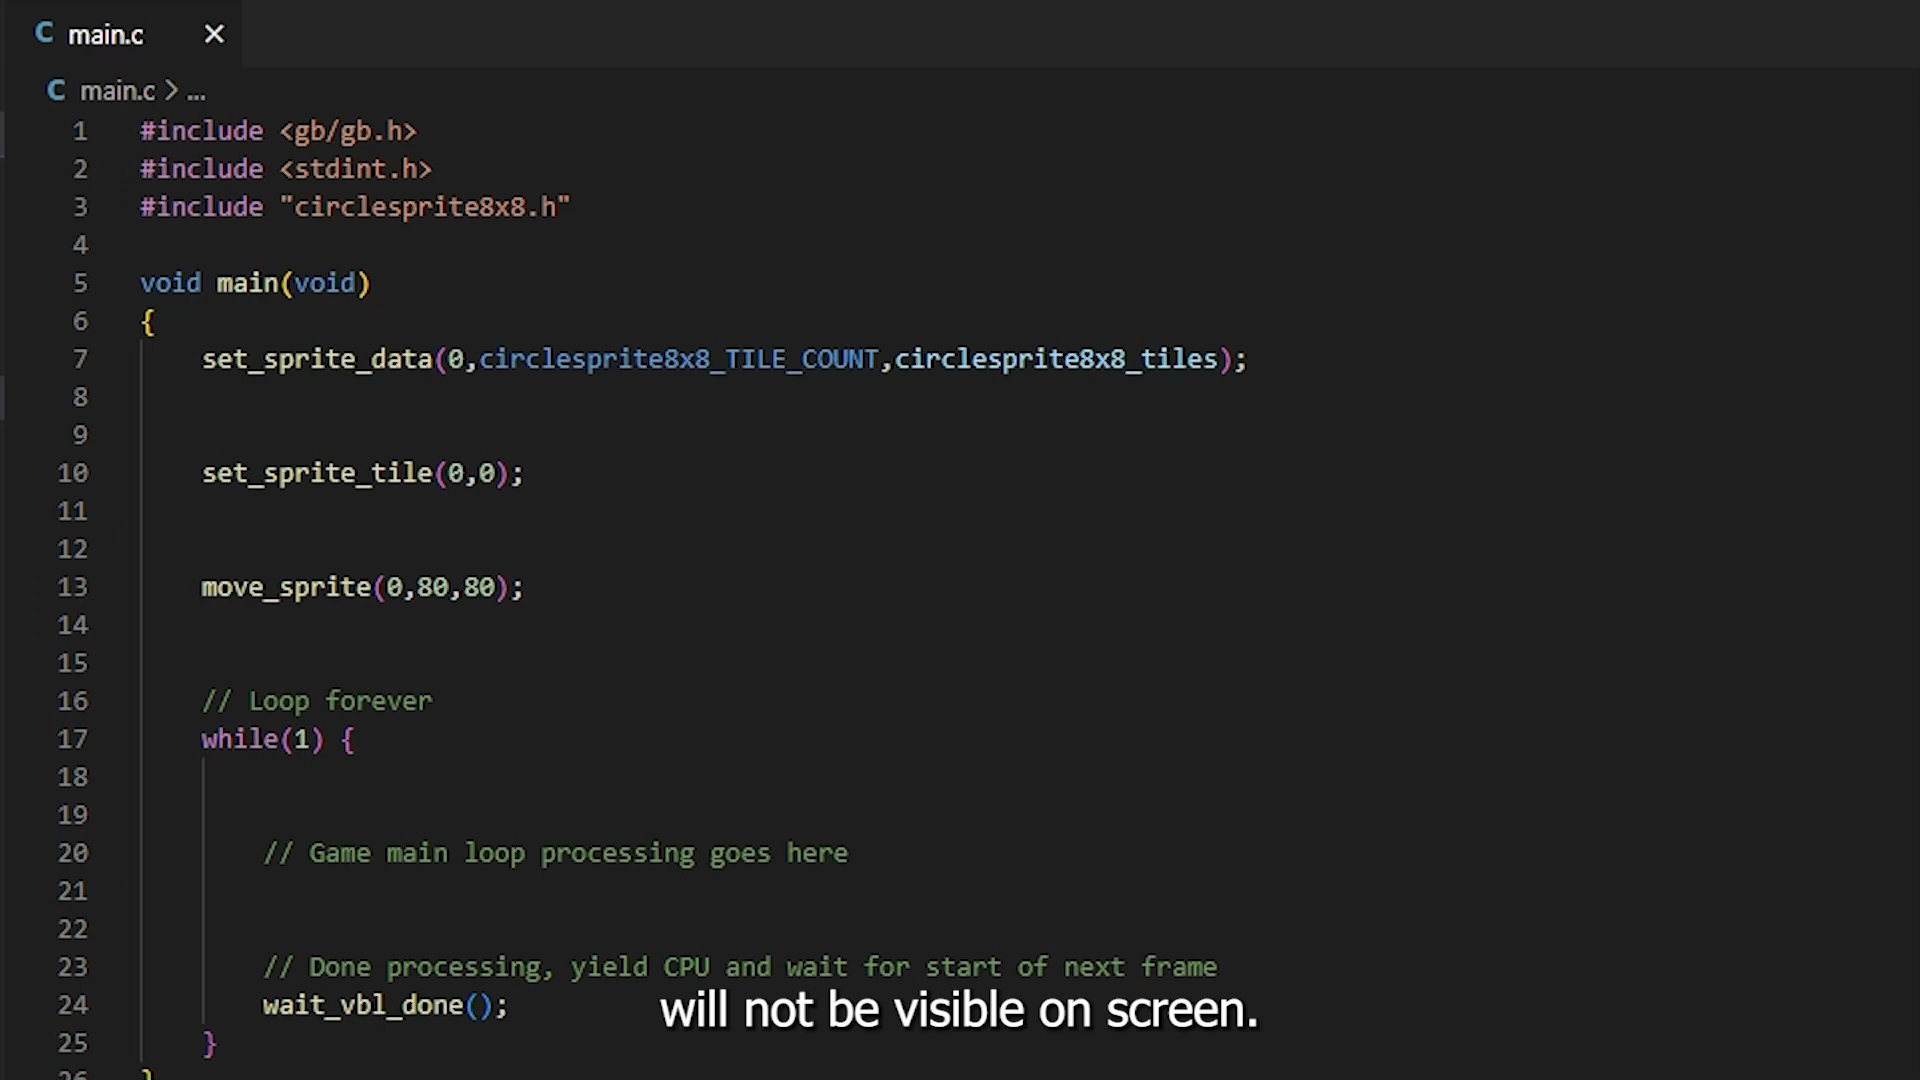 main.c
main.c > ...
1 #include <gb/gb.h>
2 #include <stdint.h>
3 #include "circlesprite8x8.h"
4
5 void main(void)
6 {
7 set_sprite_data(0,circlesprite8x8_TILE_COUNT,circlesprite8x8_tiles);
8
9
10 set_sprite_tile(0,0);
11
12
13 move_sprite(0,80,80);
14
15
16 // Loop forever
17 while(1) {
18
19
20 // Game main loop processing goes here
21
22
23 // Done processing, yield CPU and wait for start of next frame
24 wait_vbl_done();
will not be visible on screen.
25 }
26 }